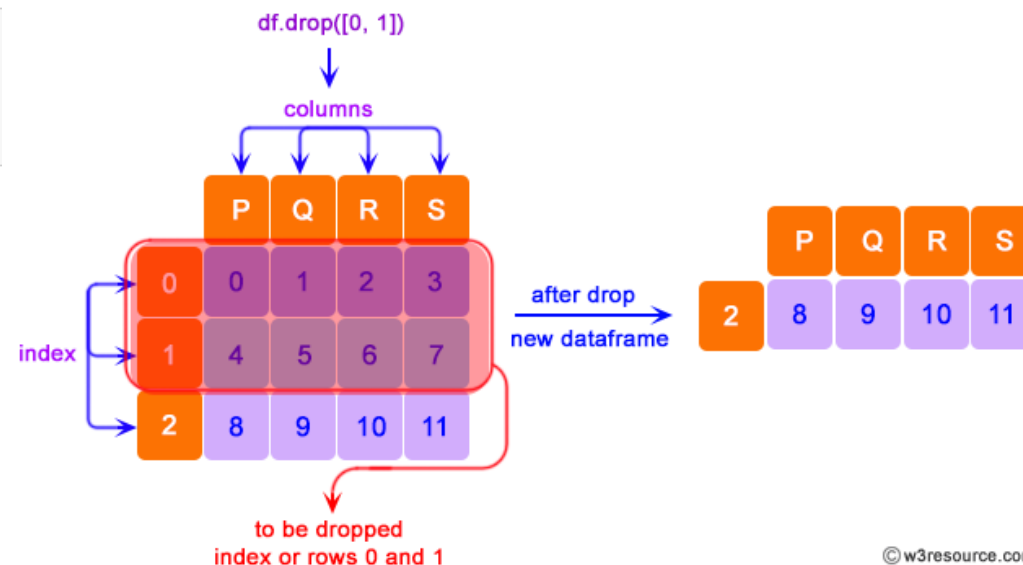 df.drop([0, 1])
columns
P Q R S
0 0 1 2 3
index 1 4 5 6 7
2 8 9 10 11
after drop
new dataframe
P Q R S
2 8 9 10 11
to be dropped
index or rows 0 and 1
© w3resource.com